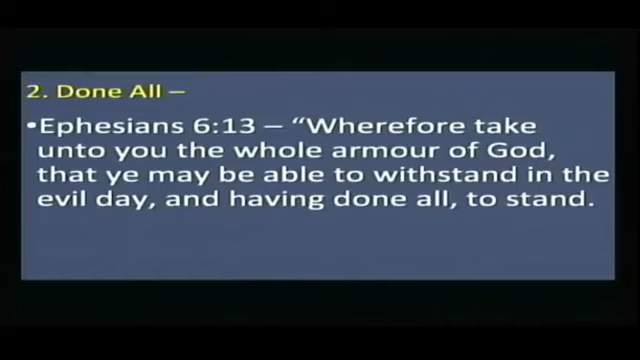 2. Done All –
•Ephesians 6:13 – “Wherefore take
unto you the whole armour of God,
that ye may be able to withstand in the
evil day, and having done all, to stand.